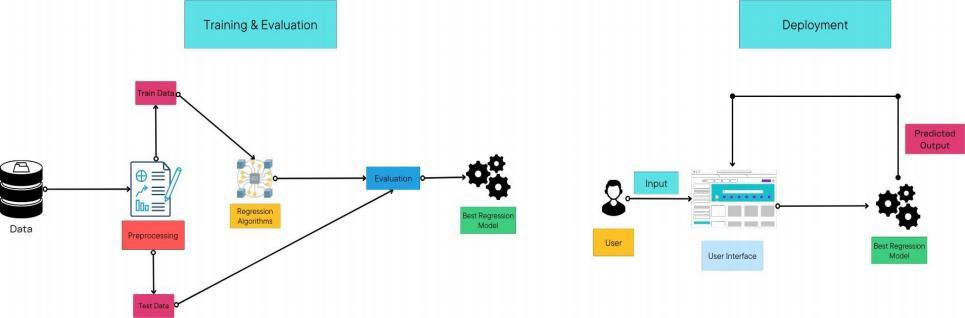 Training & Evaluation
Deployment
Train Data
Data
Preprocessing
Regression
Algorithms
Evaluation
Best Regression
Model
Test Data
Input
User
User Interface
Predicted
Output
Best Regression
Model